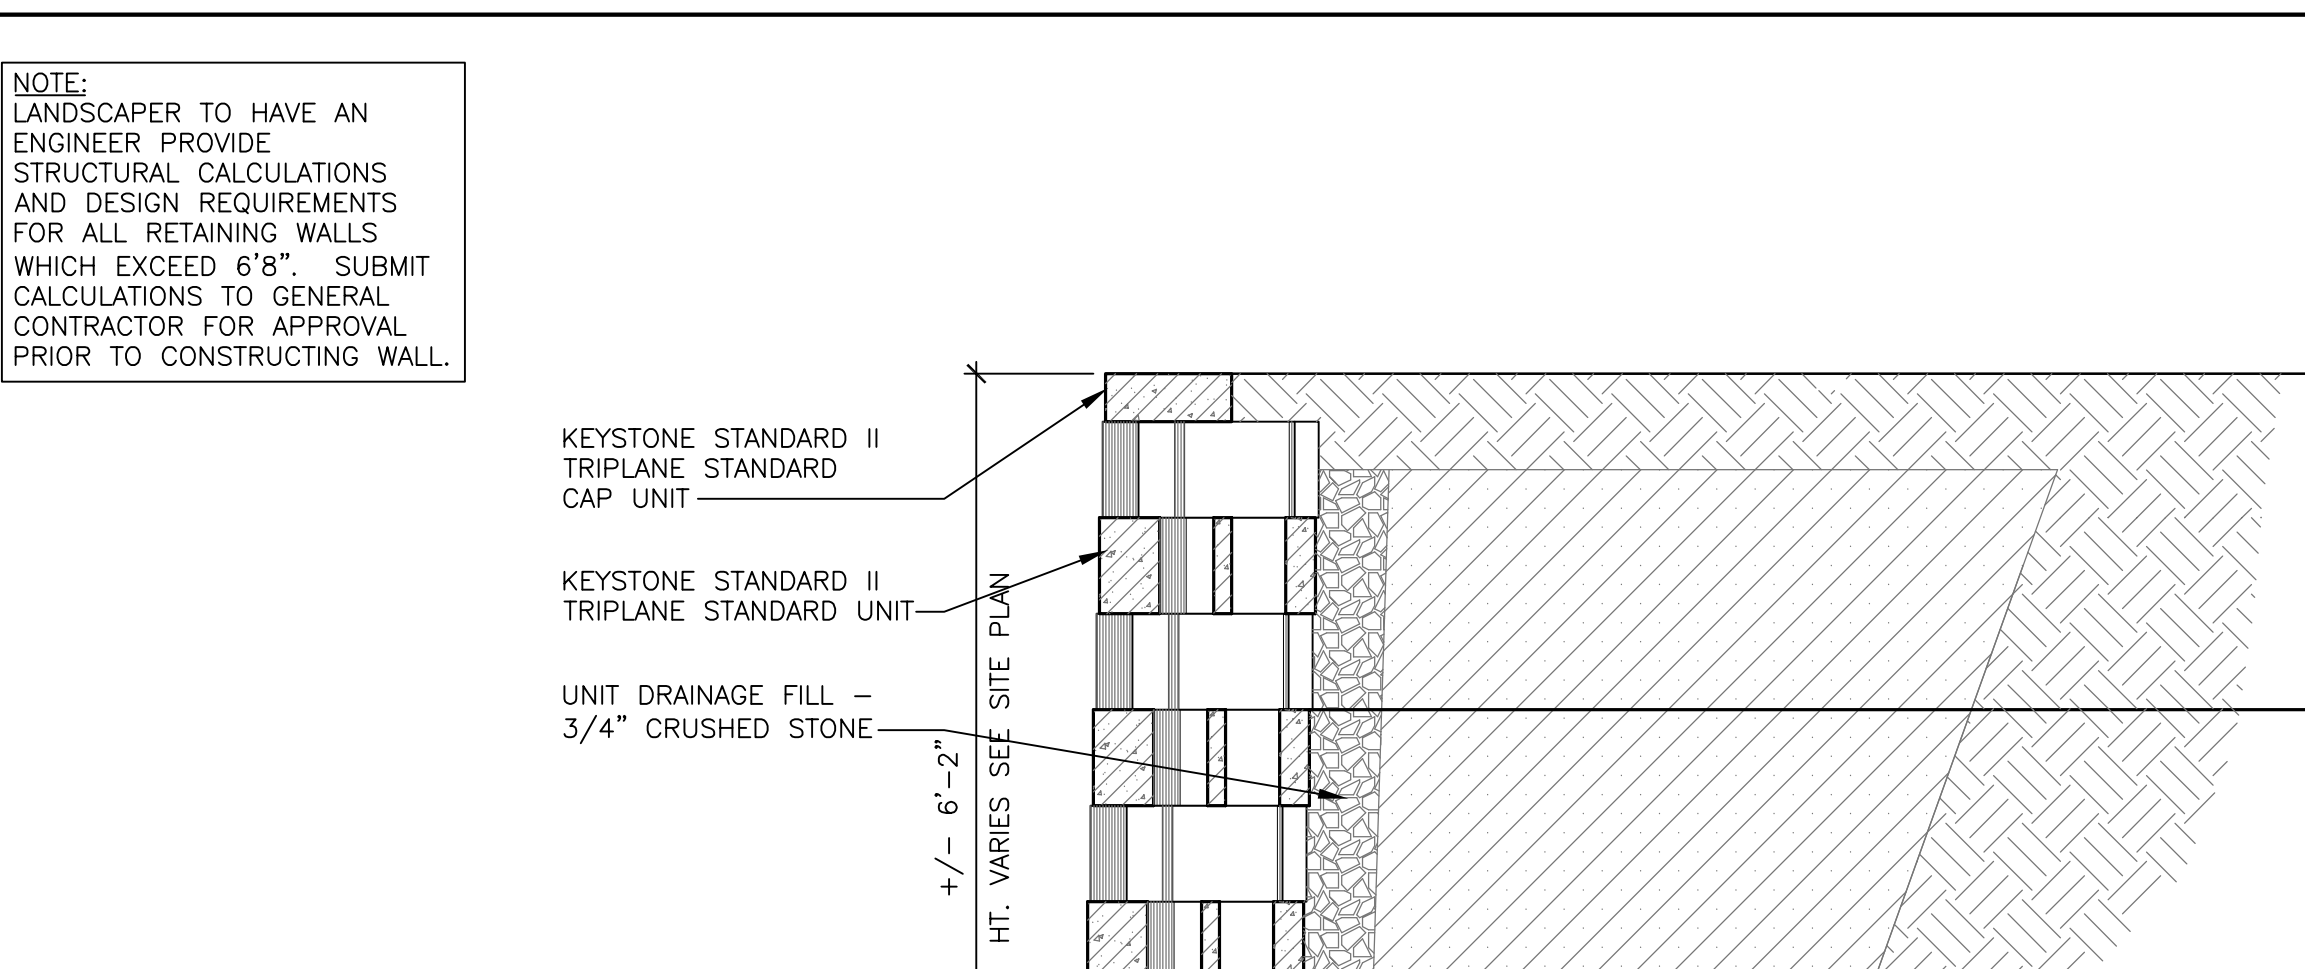 NOTE:
LANDSCAPER TO HAVE AN
ENGINEER PROVIDE
STRUCTURAL CALCULATIONS
AND DESIGN REQUIREMENTS
FOR ALL RETAINING WALLS
WHICH EXCEED 6'8". SUBMIT
CALCULATIONS TO GENERAL
CONTRACTOR FOR APPROVAL
PRIOR TO CONSTRUCTING WALL.
KEYSTONE STANDARD II
TRIPLANE STANDARD
CAP UNIT
KEYSTONE STANDARD II
TRIPLANE STANDARD UNIT
UNIT DRAINAGE FILL –
3/4" CRUSHED STONE
+/– 6'–2"
HT. VARIES SEE SITE PLAN